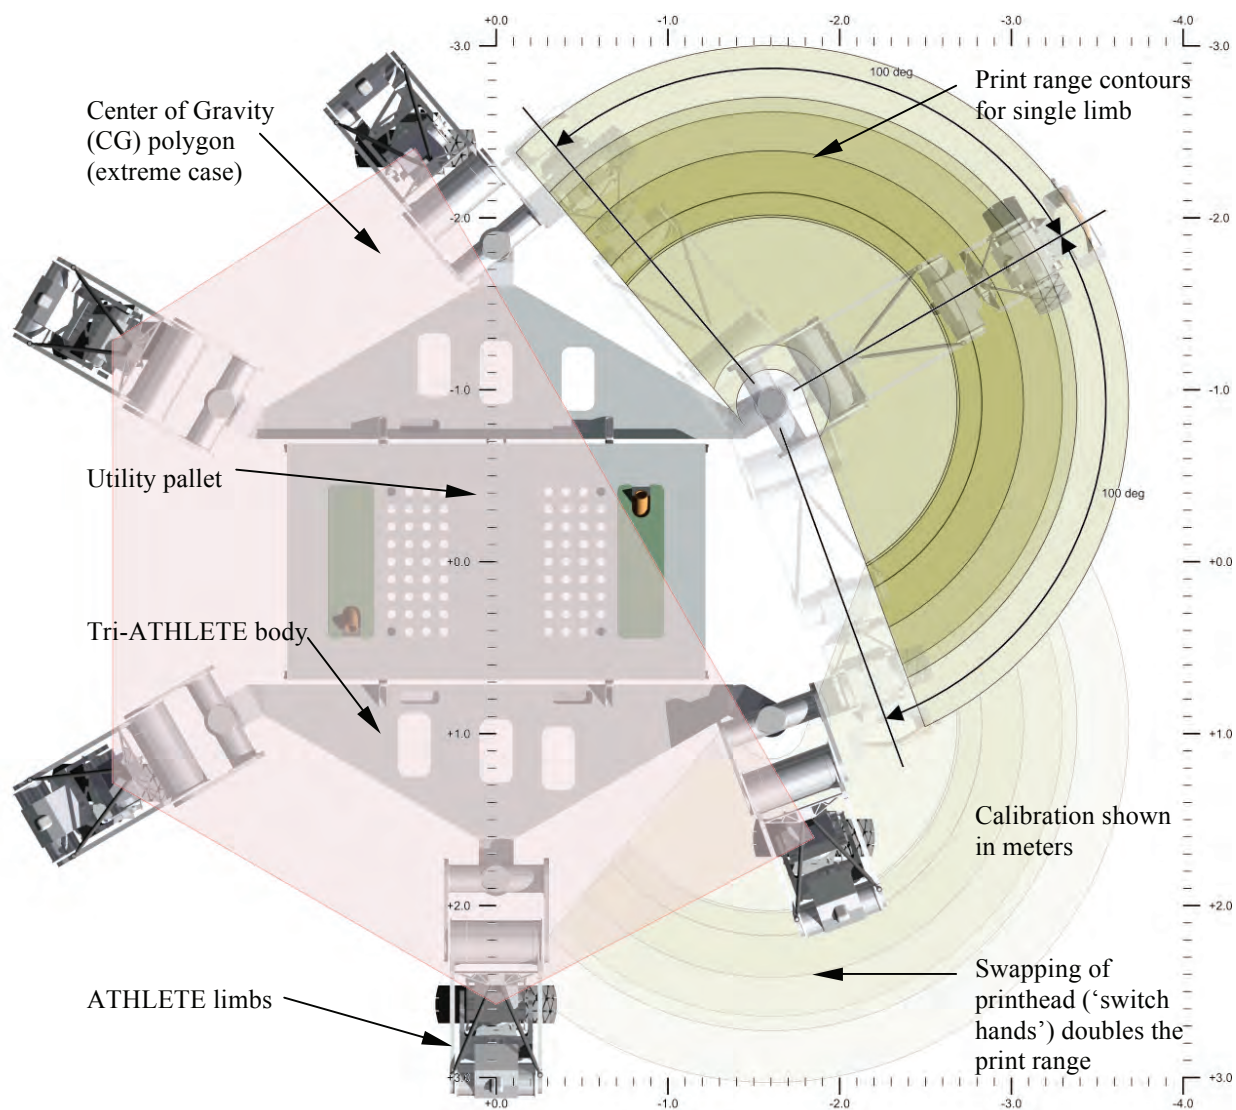 +0.0 -1.0 -2.0 -3.0 -4.0
-3.0 -3.0
100 deg
Print range contours
for single limb
Center of Gravity
(CG) polygon
(extreme case)
-2.0 -2.0
-1.0 -1.0
Utility pallet
100 deg
+0.0 +0.0
Tri-ATHLETE body
+1.0 +1.0
Calibration shown
in meters
+2.0 +2.0
ATHLETE limbs
Swapping of
printhead (‘switch
hands’) doubles the
print range
+3.0 +3.0
+0.0 -1.0 -2.0 -3.0 -4.0